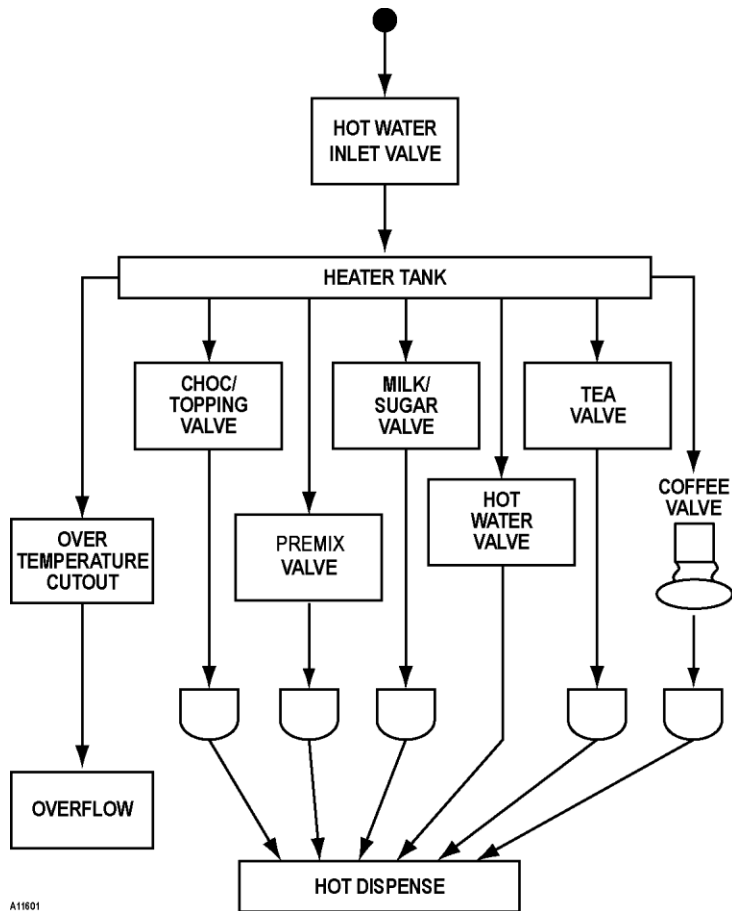 HOT WATER
INLET VALVE
HEATER TANK
CHOC/
TOPPING
VALVE
MILK/
SUGAR
VALVE
TEA
VALVE
HOT
WATER
VALVE
COFFEE
VALVE
OVER
TEMPERATURE
CUTOUT
PREMIX
VALVE
OVERFLOW
HOT DISPENSE
A11601